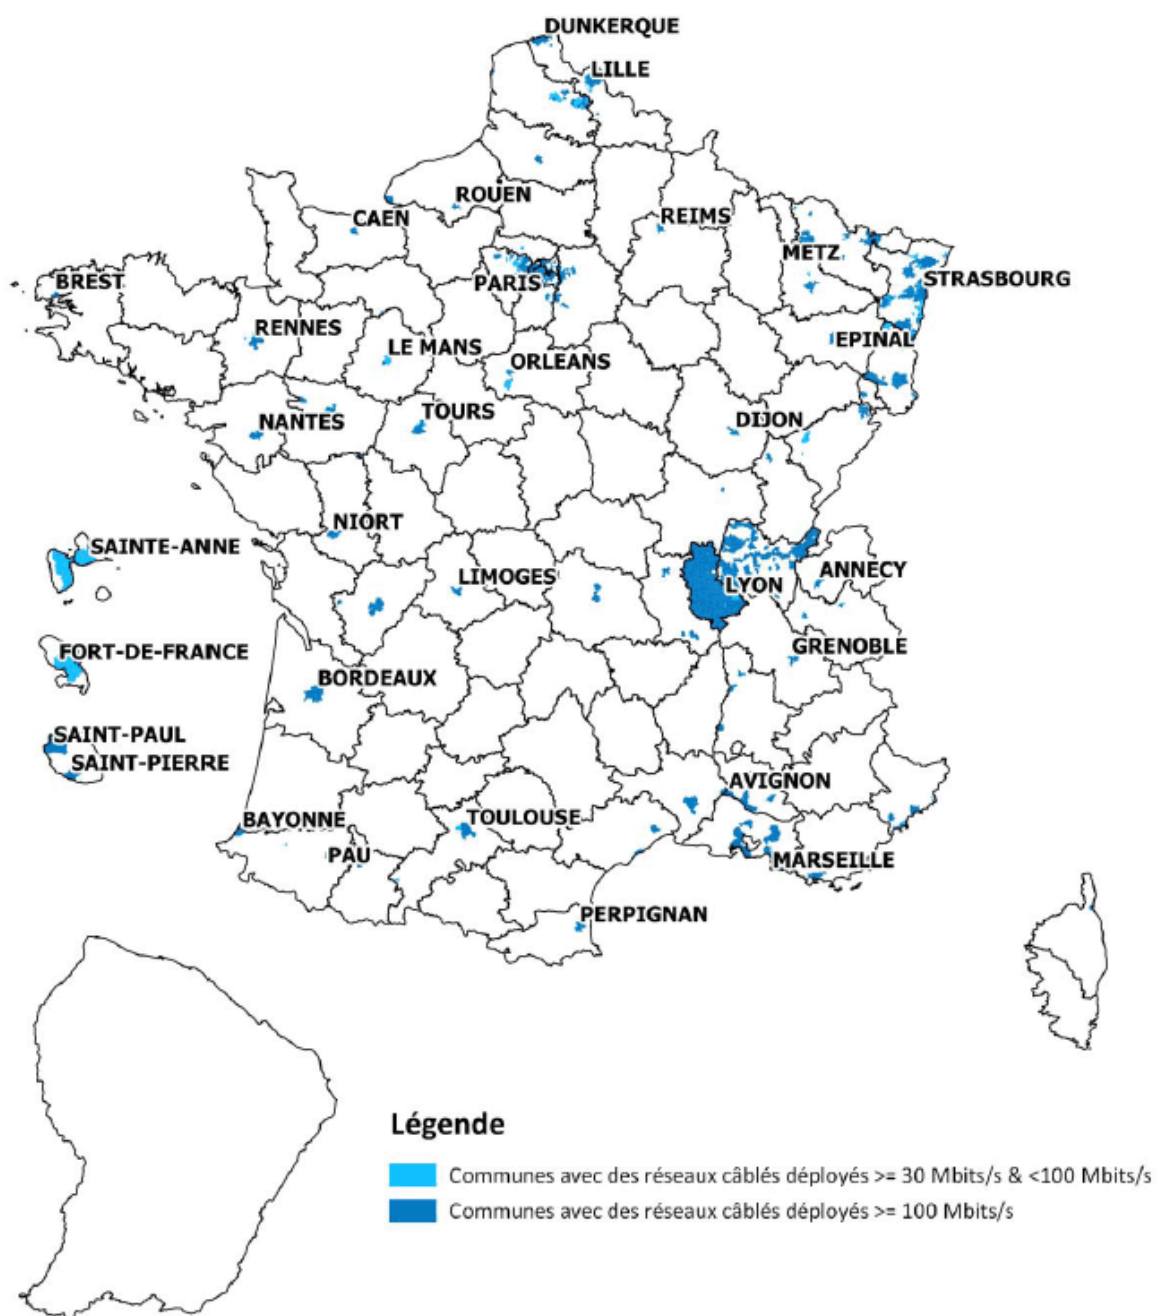 DUNKERQUE
LILLE
ROUEN
CAEN
REIMS
METZ
PARIS
STRASBOURG
BREST
RENNES
LE MANS
ORLEANS
EPINAL
NANTES
TOURS
DIJON
NIORT
SAINTE-ANNE
LIMOGES
LYON
ANNECY
FORT-DE-FRANCE
GRENOBLE
BORDEAUX
SAINT-PAUL
SAINT-PIERRE
AVIGNON
BAYONNE
TOULOUSE
PAU
MARSEILLE
PERPIGNAN
Légende
Communes avec des réseaux câblés déployés >= 30 Mbits/s & <100 Mbits/s
Communes avec des réseaux câblés déployés >= 100 Mbits/s